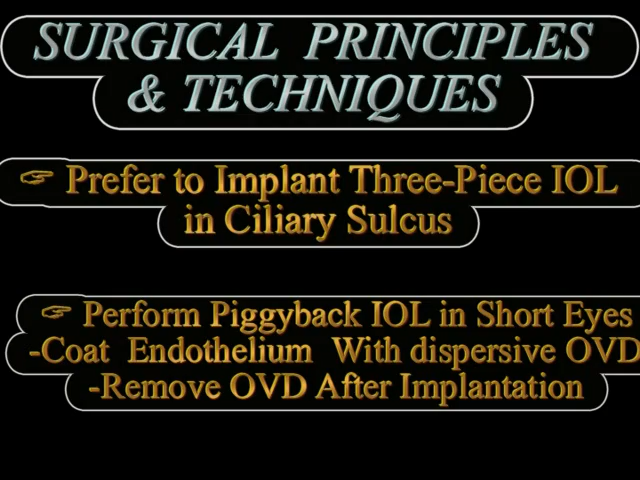 SURGICAL PRINCIPLES
& TECHNIQUES
☞ Prefer to Implant Three-Piece IOL
in Ciliary Sulcus
☞ Perform Piggyback IOL in Short Eyes
-Coat Endothelium With dispersive OVD
-Remove OVD After Implantation